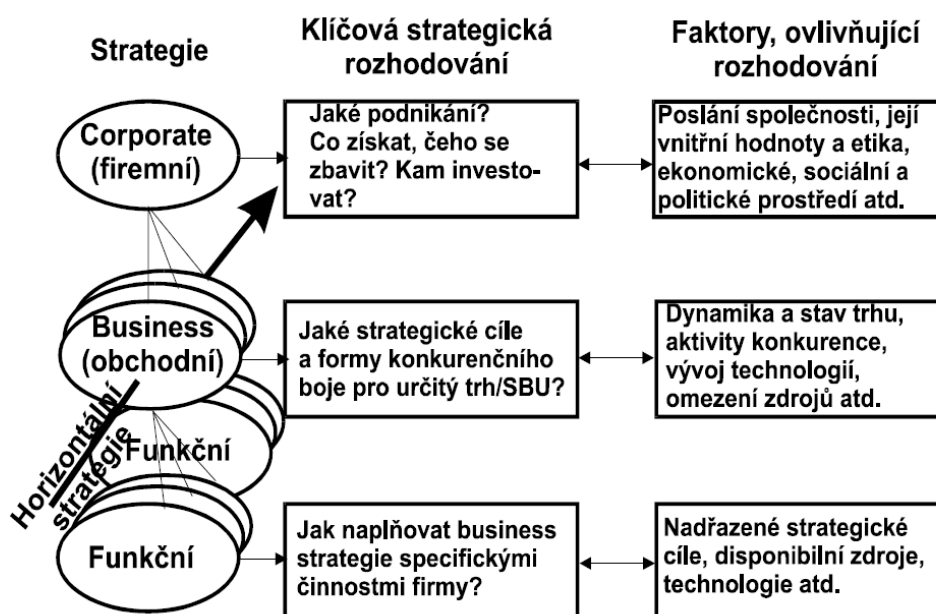 Strategie
Klíčová strategická
rozhodování
Faktory, ovlivňující
rozhodování
Corporate
(firemní)
Jaké podnikání?
Co získat, čeho se
zbavit? Kam investo-
vat?
Poslání společnosti, její
vnitřní hodnoty a etika,
ekonomické, sociální a
politické prostředí atd.
Business
(obchodní)
Jaké strategické cíle
a formy konkurenčního
boje pro určitý trh/SBU?
Dynamika a stav trhu,
aktivity konkurence,
vývoj technologií,
omezení zdrojů atd.
Horizontální
strategie
Funkční
Funkční
Jak naplňovat business
strategie specifickými
činnostmi firmy?
Nadřazené strategické
cíle, disponibilní zdroje,
technologie atd.